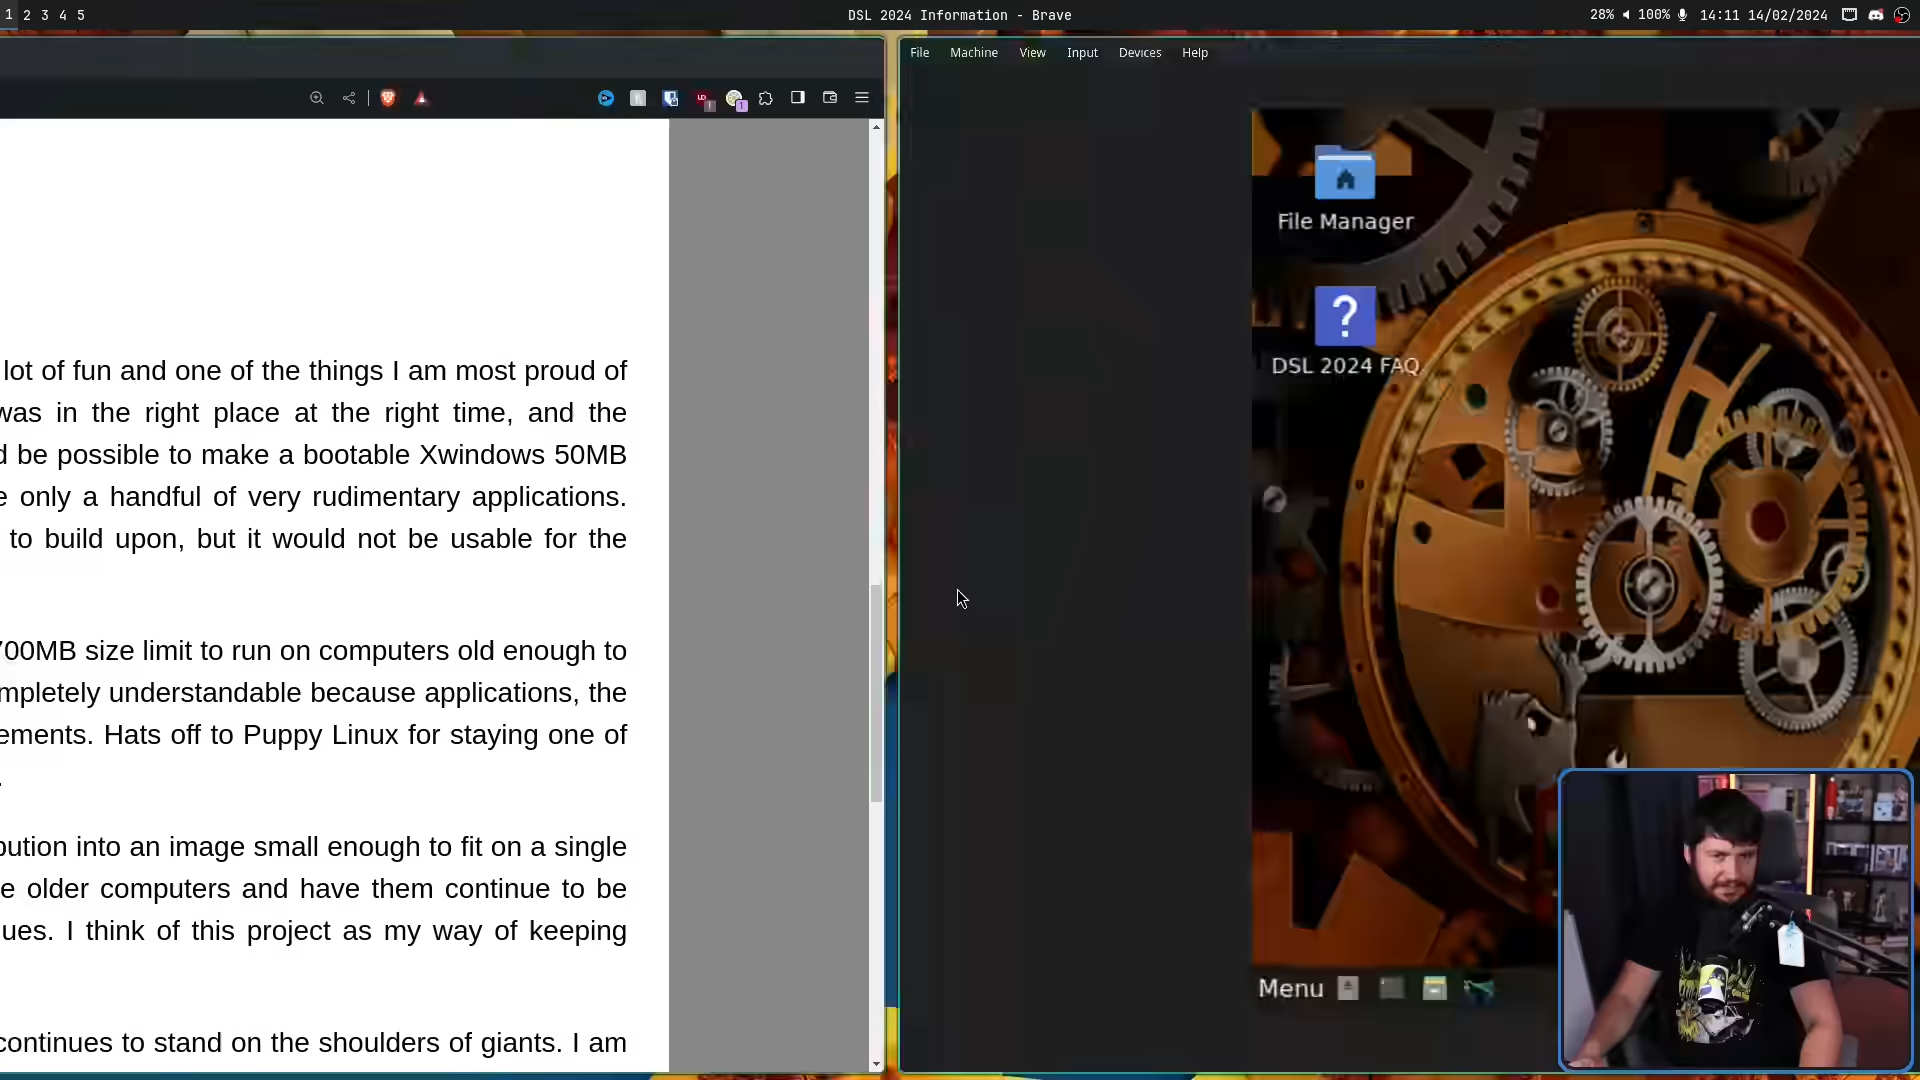 1 2 3 4 5
DSL 2024 Information - Brave
28% 100% 14:11 14/02/2024
lot of fun and one of the things I am most proud of
was in the right place at the right time, and the
be possible to make a bootable Xwindows 50MB
only a handful of very rudimentary applications.
to build upon, but it would not be usable for the
700MB size limit to run on computers old enough to
mpletely understandable because applications, the
ements. Hats off to Puppy Linux for staying one of
.
bution into an image small enough to fit on a single
e older computers and have them continue to be
ues. I think of this project as my way of keeping
continues to stand on the shoulders of giants. I am
File Machine View Input Devices Help
File Manager
?
DSL 2024 FAQ
Menu